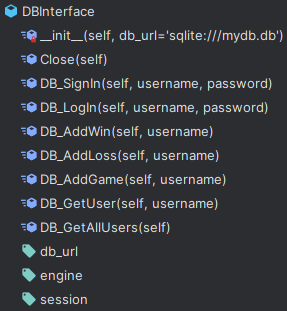 DBInterface
__init__(self, db_url='sqlite:///mydb.db')
Close(self)
DB_SignIn(self, username, password)
DB_LogIn(self, username, password)
DB_AddWin(self, username)
DB_AddLoss(self, username)
DB_AddGame(self, username)
DB_GetUser(self, username)
DB_GetAllUsers(self)
db_url
engine
session